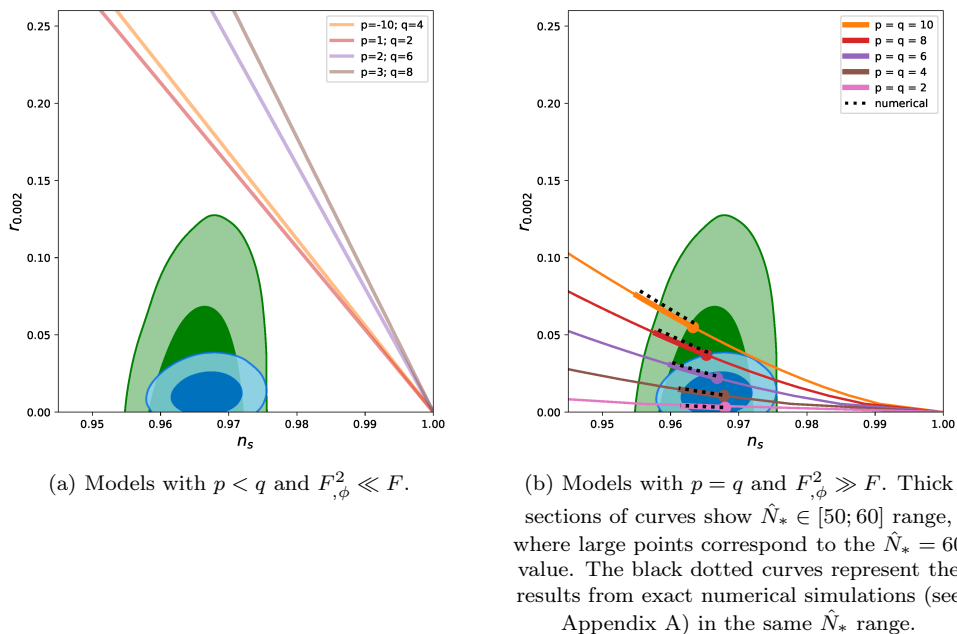 p=-10; q=4
p=1; q=2
p=2; q=6
p=3; q=8
0.25
0.20
0.15
0.10
0.05
0.00
r0.002
0.95
0.96
0.97
0.98
0.99
1.00
ns
(a) Models with p < q and F²,ϕ ≪ F.
p = q = 10
p = q = 8
p = q = 6
p = q = 4
p = q = 2
numerical
0.25
0.20
0.15
0.10
0.05
0.00
r0.002
0.95
0.96
0.97
0.98
0.99
1.00
ns
(b) Models with p = q and F²,ϕ ≫ F. Thick
sections of curves show N̂∗ ∈ [50; 60] range,
where large points correspond to the N̂∗ = 60
value. The black dotted curves represent the
results from exact numerical simulations (see
Appendix A) in the same N̂∗ range.